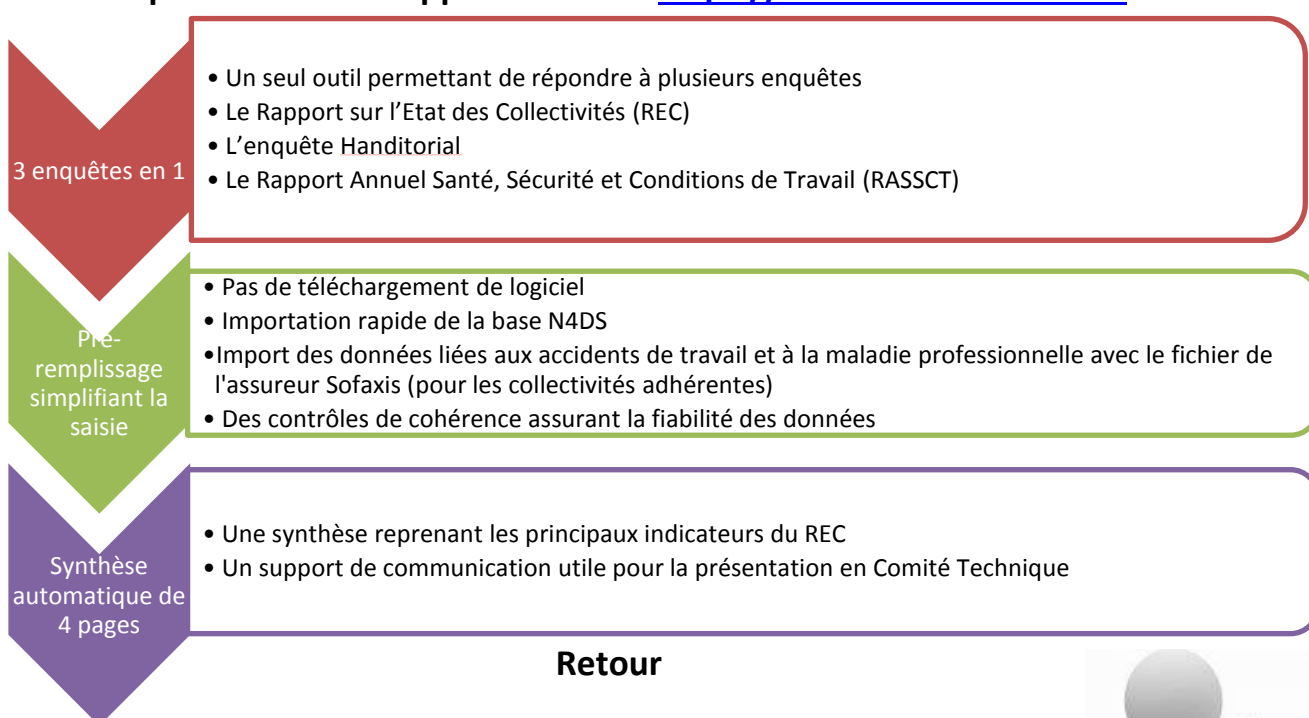 3 enquêtes en 1
• Un seul outil permettant de répondre à plusieurs enquêtes
• Le Rapport sur l'Etat des Collectivités (REC)
• L'enquête Handitorial
• Le Rapport Annuel Santé, Sécurité et Conditions de Travail (RASSCT)
Pré-
remplissage
simplifiant la
saisie
• Pas de téléchargement de logiciel
• Importation rapide de la base N4DS
•Import des données liées aux accidents de travail et à la maladie professionnelle avec le fichier de
l'assureur Sofaxis (pour les collectivités adhérentes)
• Des contrôles de cohérence assurant la fiabilité des données
Synthèse
automatique de
4 pages
• Une synthèse reprenant les principaux indicateurs du REC
• Un support de communication utile pour la présentation en Comité Technique
Retour